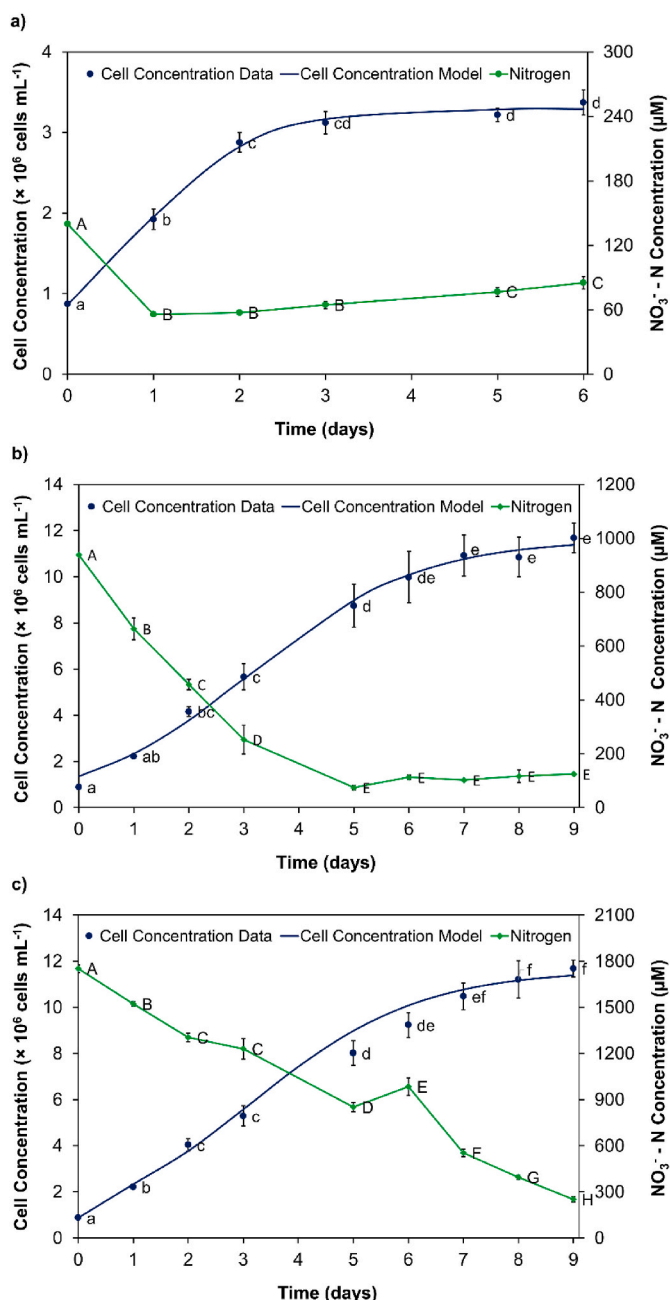 a)
Cell Concentration Data Cell Concentration Model Nitrogen
Cell Concentration (× 10⁶ cells mL⁻¹)
4
3
2
1
0
a
b
c
cd
d
d
A
B
B
B
C
C
300
240
180
120
60
0
NO₃⁻ - N Concentration (µM)
0 1 2 3 4 5 6
Time (days)
b)
Cell Concentration Data Cell Concentration Model Nitrogen
Cell Concentration (× 10⁶ cells mL⁻¹)
14
12
10
8
6
4
2
0
a
ab
bc
c
d
de
e
e
e
A
B
C
D
E
E
E
E
E
1200
1000
800
600
400
200
0
NO₃⁻ - N Concentration (µM)
0 1 2 3 4 5 6 7 8 9
Time (days)
c)
Cell Concentration Data Cell Concentration Model Nitrogen
Cell Concentration (× 10⁶ cells mL⁻¹)
14
12
10
8
6
4
2
0
a
b
c
c
d
de
ef
f
f
A
B
C
C
D
E
F
G
H
2100
1800
1500
1200
900
600
300
0
NO₃⁻ - N Concentration (µM)
0 1 2 3 4 5 6 7 8 9
Time (days)